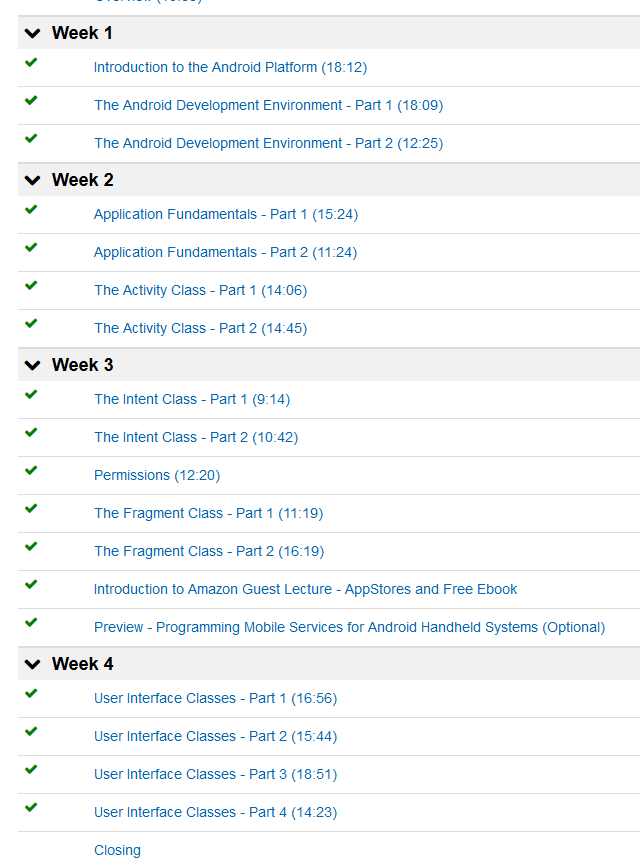 Week 1
Introduction to the Android Platform (18:12)
The Android Development Environment - Part 1 (18:09)
The Android Development Environment - Part 2 (12:25)
Week 2
Application Fundamentals - Part 1 (15:24)
Application Fundamentals - Part 2 (11:24)
The Activity Class - Part 1 (14:06)
The Activity Class - Part 2 (14:45)
Week 3
The Intent Class - Part 1 (9:14)
The Intent Class - Part 2 (10:42)
Permissions (12:20)
The Fragment Class - Part 1 (11:19)
The Fragment Class - Part 2 (16:19)
Introduction to Amazon Guest Lecture - AppStores and Free Ebook
Preview - Programming Mobile Services for Android Handheld Systems (Optional)
Week 4
User Interface Classes - Part 1 (16:56)
User Interface Classes - Part 2 (15:44)
User Interface Classes - Part 3 (18:51)
User Interface Classes - Part 4 (14:23)
Closing